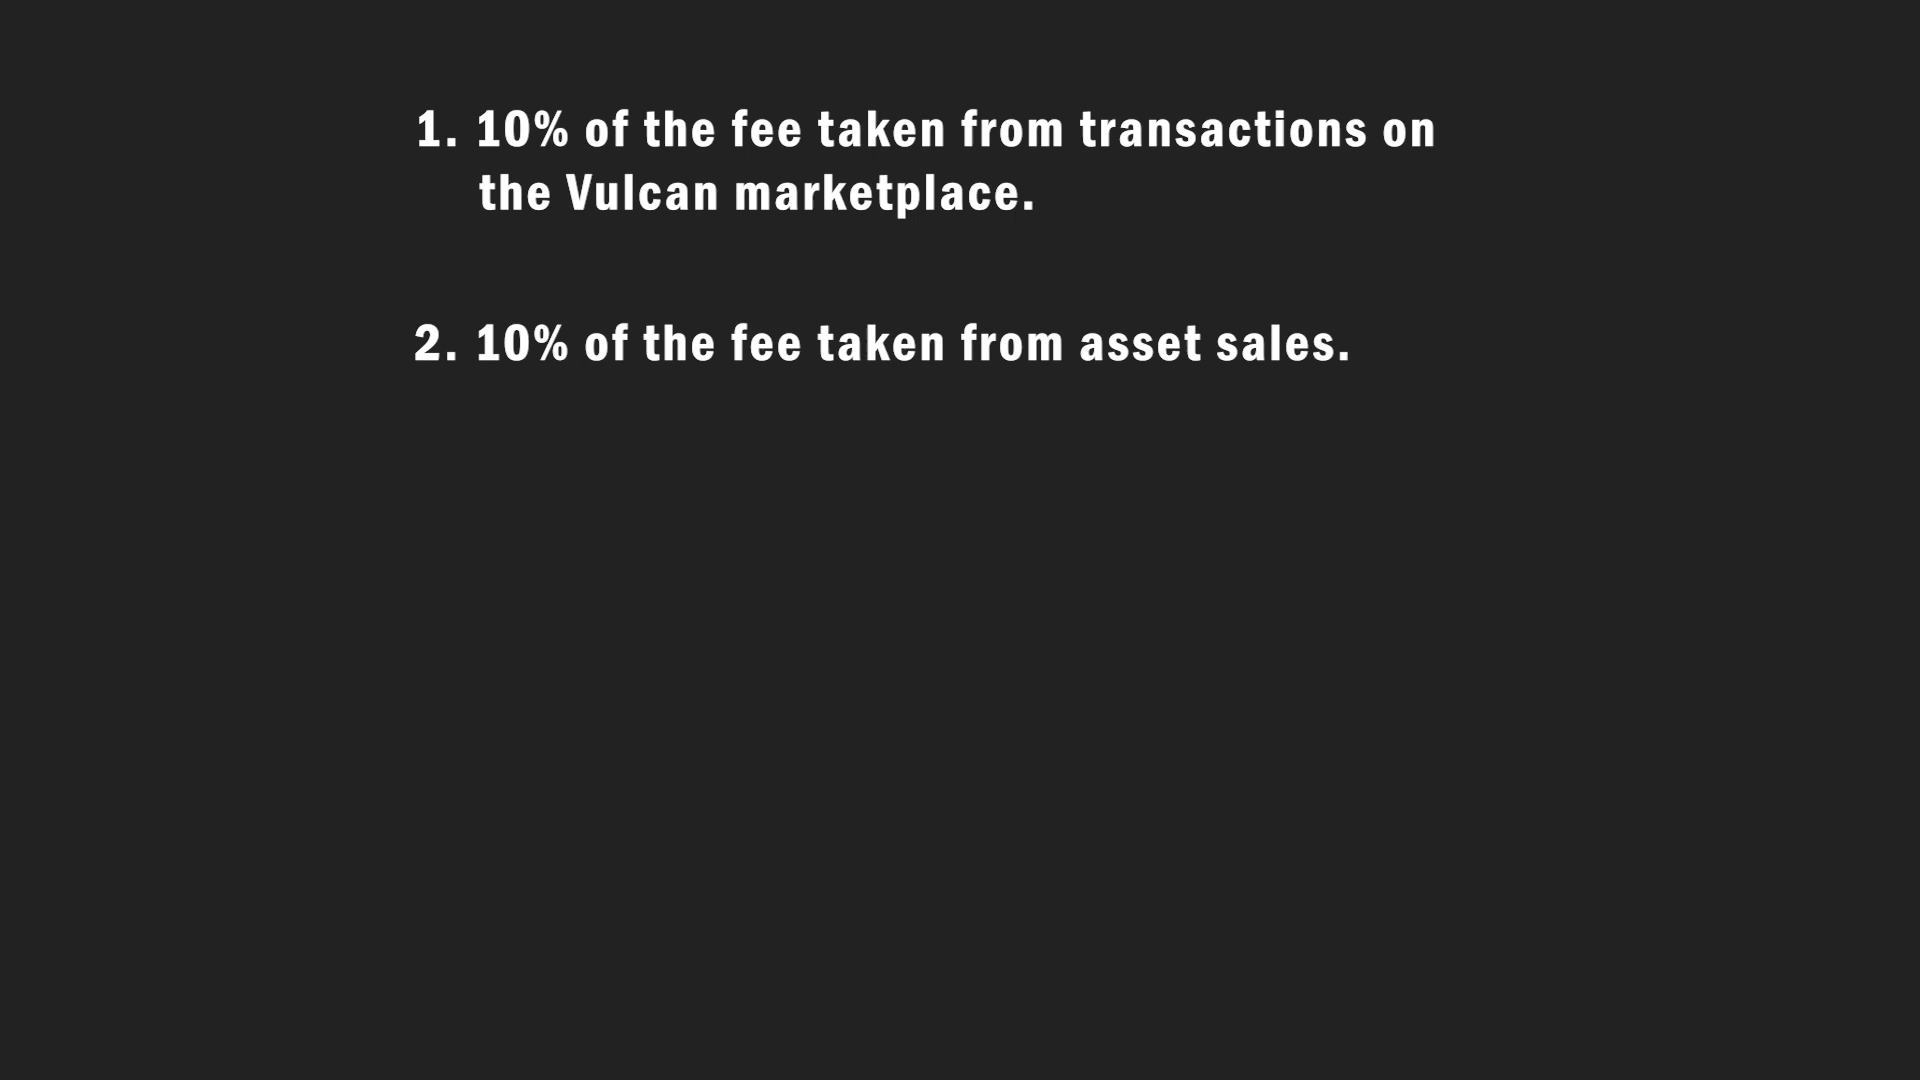 1. 10% of the fee taken from transactions on
the Vulcan marketplace.
2. 10% of the fee taken from asset sales.